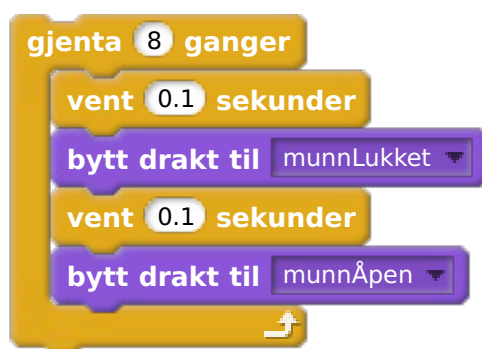 gjenta 8 ganger
vent 0.1 sekunder
bytt drakt til munnLukket
vent 0.1 sekunder
bytt drakt til munnÅpen